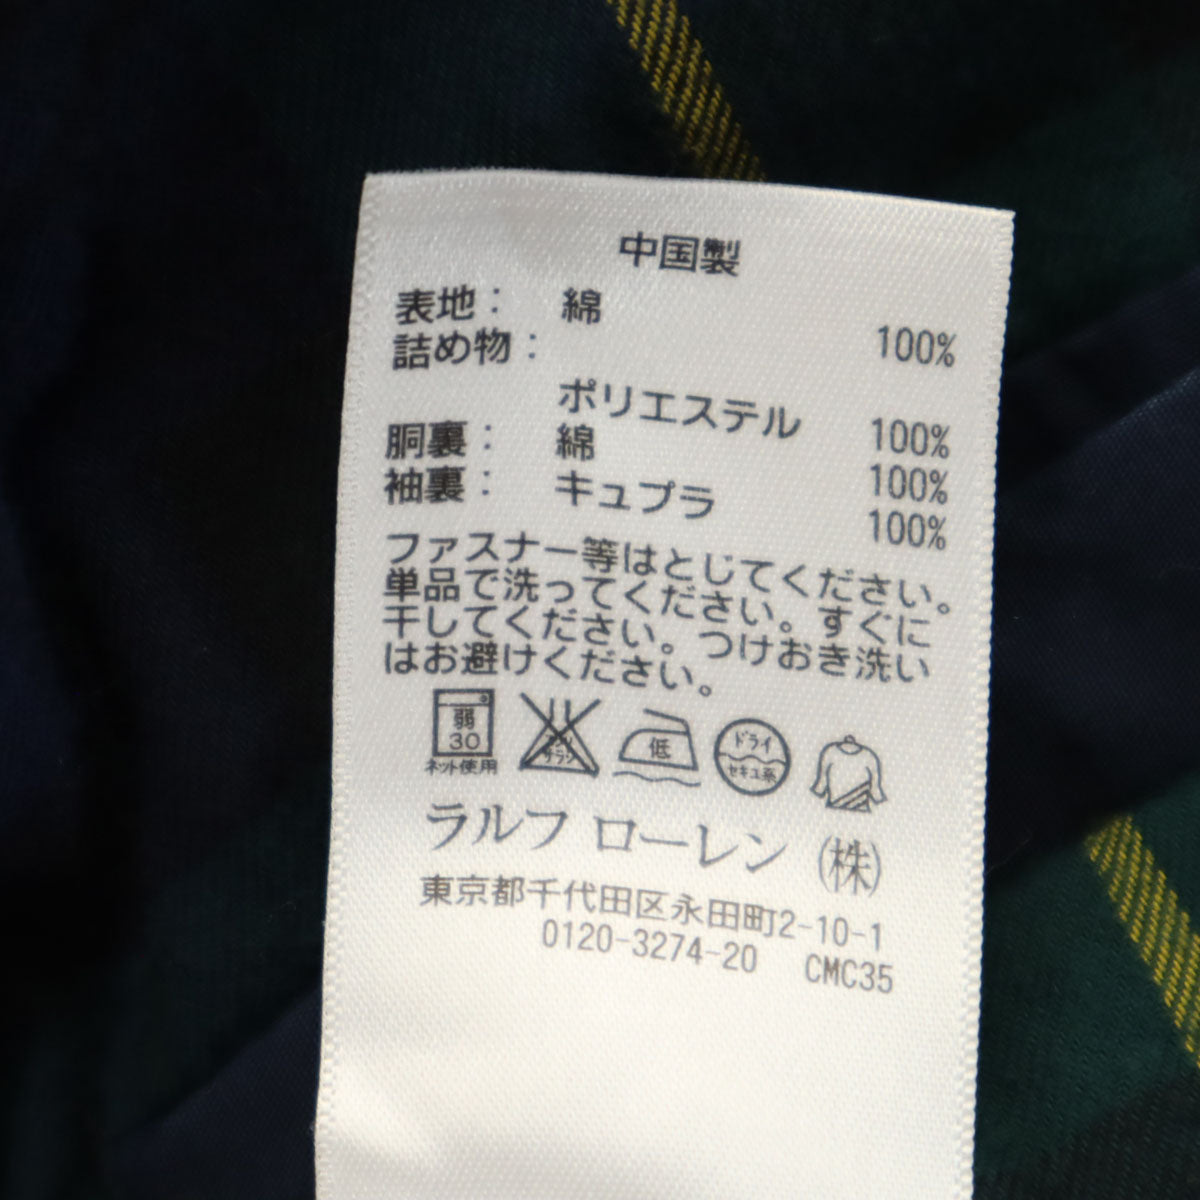 中国製
表地： 綿 100%
詰め物：
ポリエステル 100%
胴裏： 綿 100%
袖裏： キュプラ 100%
ファスナー等はとじてください。
単品で洗ってください。すぐに
干してください。つけおき洗い
はお避けください。
弱 30 低 ドライ セキユ系
ネット使用
ラルフ ローレン ㈱
東京都千代田区永田町2-10-1
0120-3274-20 CMC35